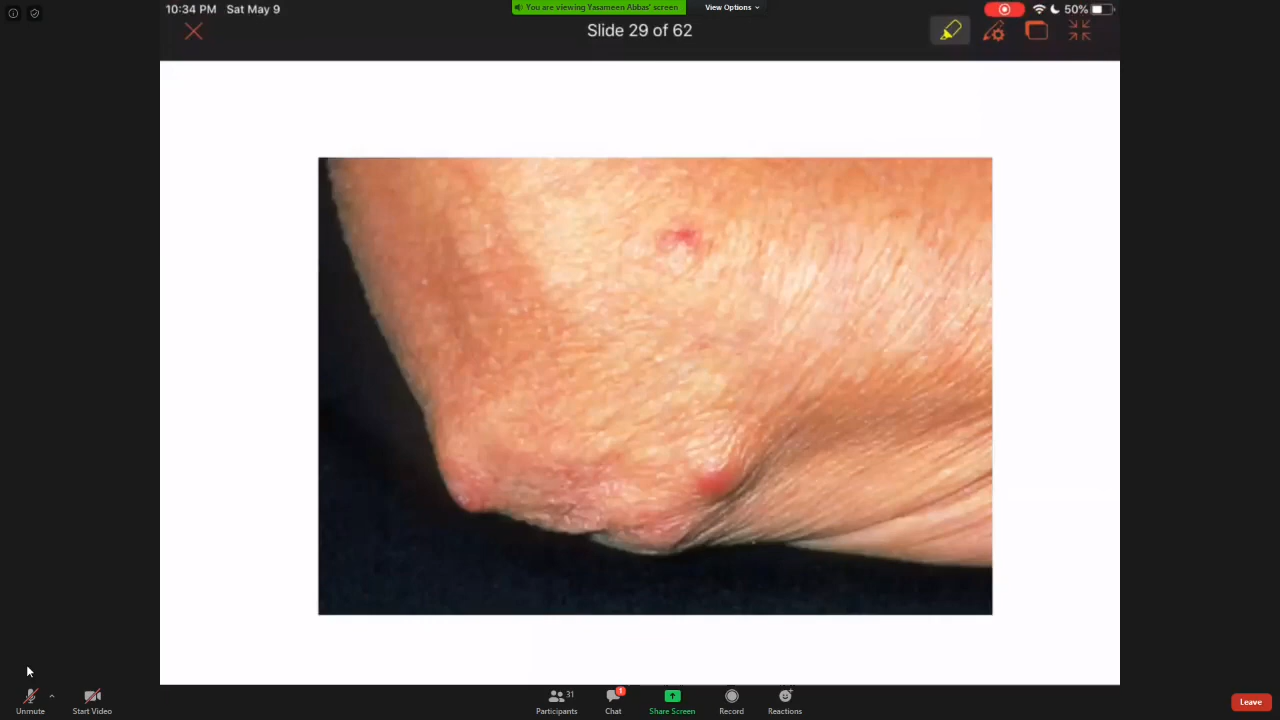 10:34 PM Sat May 9
You are viewing Yasameen Abbas' screen
View Options
50%
Slide 29 of 62
Unmute
Start Video
31
Participants
1
Chat
Share Screen
Record
Reactions
Leave